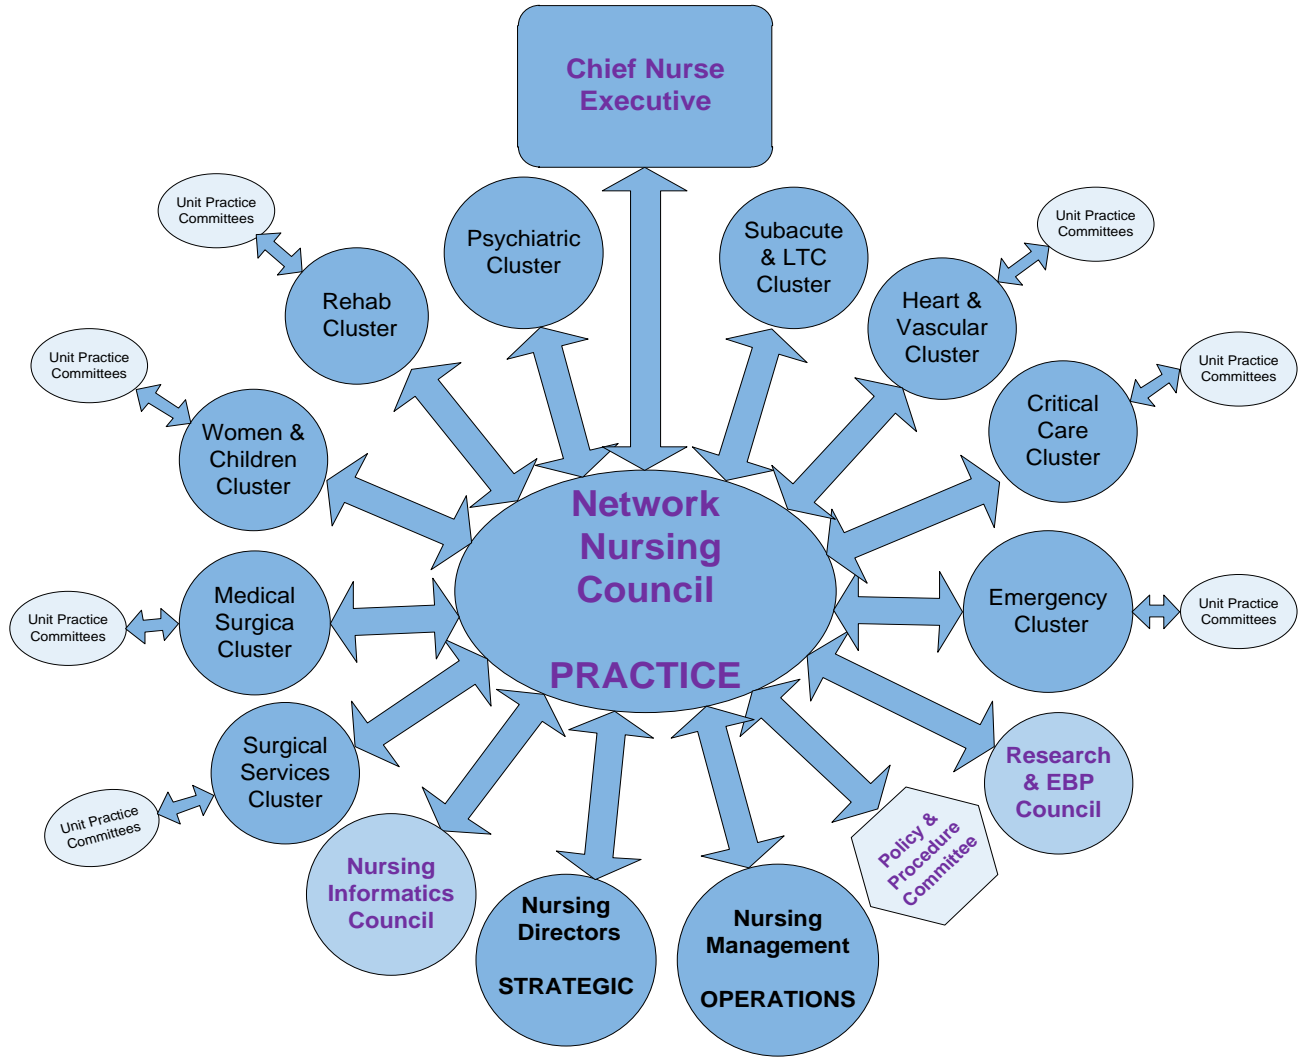 Chief Nurse
Executive
Unit Practice
Committees
Psychiatric
Cluster
Subacute
& LTC
Cluster
Unit Practice
Committees
Rehab
Cluster
Heart &
Vascular
Cluster
Unit Practice
Committees
Unit Practice
Committees
Women &
Children
Cluster
Critical
Care
Cluster
Network
Nursing
Council
PRACTICE
Unit Practice
Committees
Medical
Surgica
Cluster
Emergency
Cluster
Unit Practice
Committees
Unit Practice
Committees
Surgical
Services
Cluster
Research
& EBP
Council
Nursing
Informatics
Council
Nursing
Directors
STRATEGIC
Nursing
Management
OPERATIONS
Policy &
Procedure
Committee